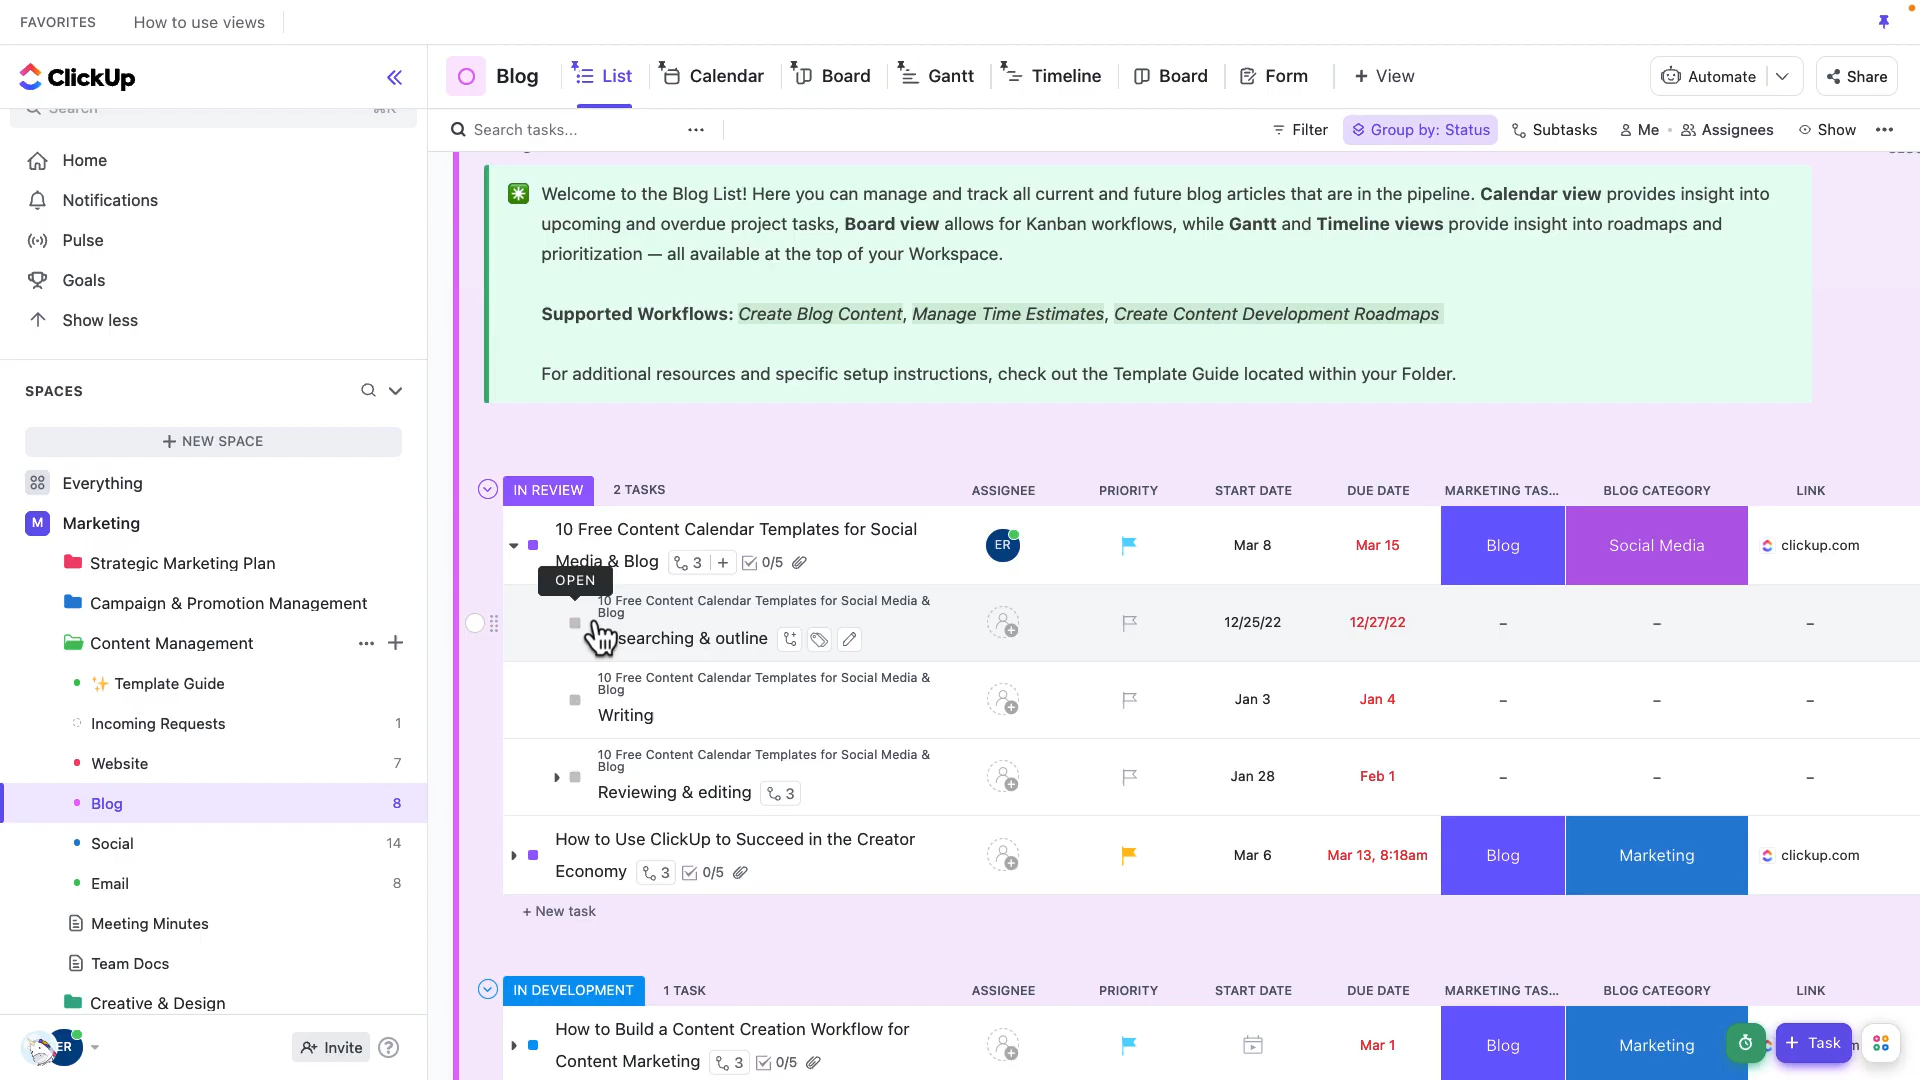 FAVORITES How to use views
ClickUp
Search ⌘K
Home
Notifications
Pulse
Goals
Show less
SPACES
+ NEW SPACE
Everything
M Marketing
Strategic Marketing Plan
Campaign & Promotion Management
Content Management
✨ Template Guide
Incoming Requests 1
Website 7
Blog 8
Social 14
Email 8
Meeting Minutes
Team Docs
Creative & Design
ER Invite
Blog List Calendar Board Gantt Timeline Board Form + View Automate Share
Search tasks... Filter Group by: Status Subtasks Me Assignees Show
Welcome to the Blog List! Here you can manage and track all current and future blog articles that are in the pipeline. Calendar view provides insight into
upcoming and overdue project tasks, Board view allows for Kanban workflows, while Gantt and Timeline views provide insight into roadmaps and
prioritization — all available at the top of your Workspace.
Supported Workflows: Create Blog Content, Manage Time Estimates, Create Content Development Roadmaps
For additional resources and specific setup instructions, check out the Template Guide located within your Folder.
IN REVIEW 2 TASKS ASSIGNEE PRIORITY START DATE DUE DATE MARKETING TAS... BLOG CATEGORY LINK
10 Free Content Calendar Templates for Social
Media & Blog 3 + 0/5 ER Mar 8 Mar 15 Blog Social Media clickup.com
OPEN
10 Free Content Calendar Templates for Social Media &
Blog
searching & outline 12/25/22 12/27/22 – – –
10 Free Content Calendar Templates for Social Media &
Blog
Writing Jan 3 Jan 4 – – –
10 Free Content Calendar Templates for Social Media &
Blog
Reviewing & editing 3 Jan 28 Feb 1 – – –
How to Use ClickUp to Succeed in the Creator
Economy 3 0/5 Mar 6 Mar 13, 8:18am Blog Marketing clickup.com
+ New task
IN DEVELOPMENT 1 TASK ASSIGNEE PRIORITY START DATE DUE DATE MARKETING TAS... BLOG CATEGORY LINK
How to Build a Content Creation Workflow for
Content Marketing 3 0/5 Mar 1 Blog Marketing
+ Task